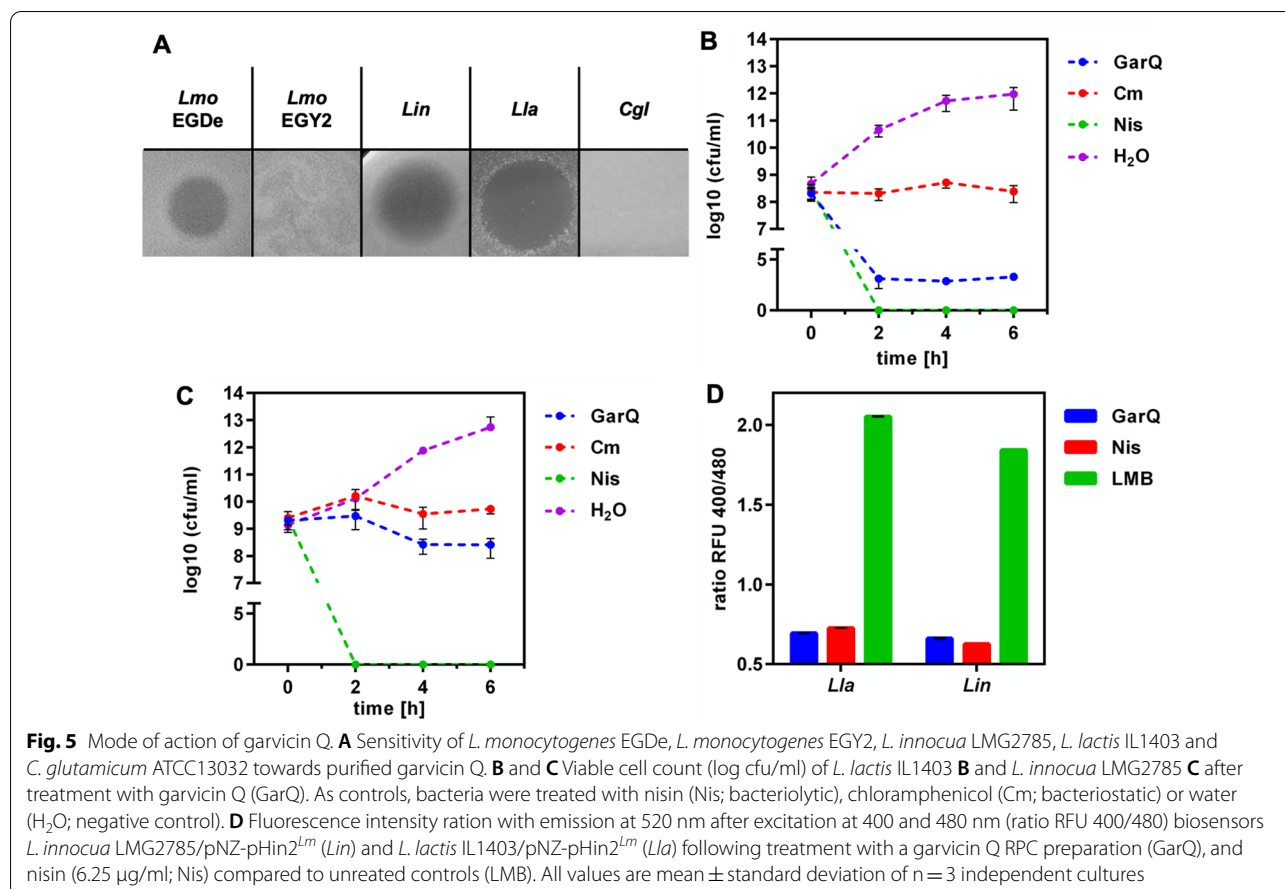 A
Lmo
EGDe
Lmo
EGY2
Lin
Lla
Cgl
B
log10 (cfu/ml)
14
13
12
11
10
9
8
7
5
0
0
2
4
6
time [h]
GarQ
Cm
Nis
H2O
C
log10 (cfu/ml)
14
13
12
11
10
9
8
7
5
0
0
2
4
6
time [h]
GarQ
Cm
Nis
H2O
D
ratio RFU 400/480
2.0
1.5
1.0
0.5
Lla
Lin
GarQ
Nis
LMB
Fig. 5 Mode of action of garvicin Q. A Sensitivity of L. monocytogenes EGDe, L. monocytogenes EGY2, L. innocua LMG2785, L. lactis IL1403 and
C. glutamicum ATCC13032 towards purified garvicin Q. B and C Viable cell count (log cfu/ml) of L. lactis IL1403 B and L. innocua LMG2785 C after
treatment with garvicin Q (GarQ). As controls, bacteria were treated with nisin (Nis; bacteriolytic), chloramphenicol (Cm; bacteriostatic) or water
(H2O; negative control). D Fluorescence intensity ration with emission at 520 nm after excitation at 400 and 480 nm (ratio RFU 400/480) biosensors
L. innocua LMG2785/pNZ-pHin2Lm (Lin) and L. lactis IL1403/pNZ-pHin2Lm (Lla) following treatment with a garvicin Q RPC preparation (GarQ), and
nisin (6.25 µg/ml; Nis) compared to unreated controls (LMB). All values are mean ± standard deviation of n = 3 independent cultures